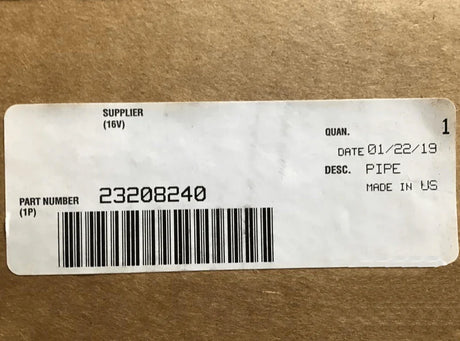 SUPPLIER
(16V)
QUAN. 1
DATE 01/22/19
DESC. PIPE
MADE IN US
PART NUMBER 23208240
(1P)